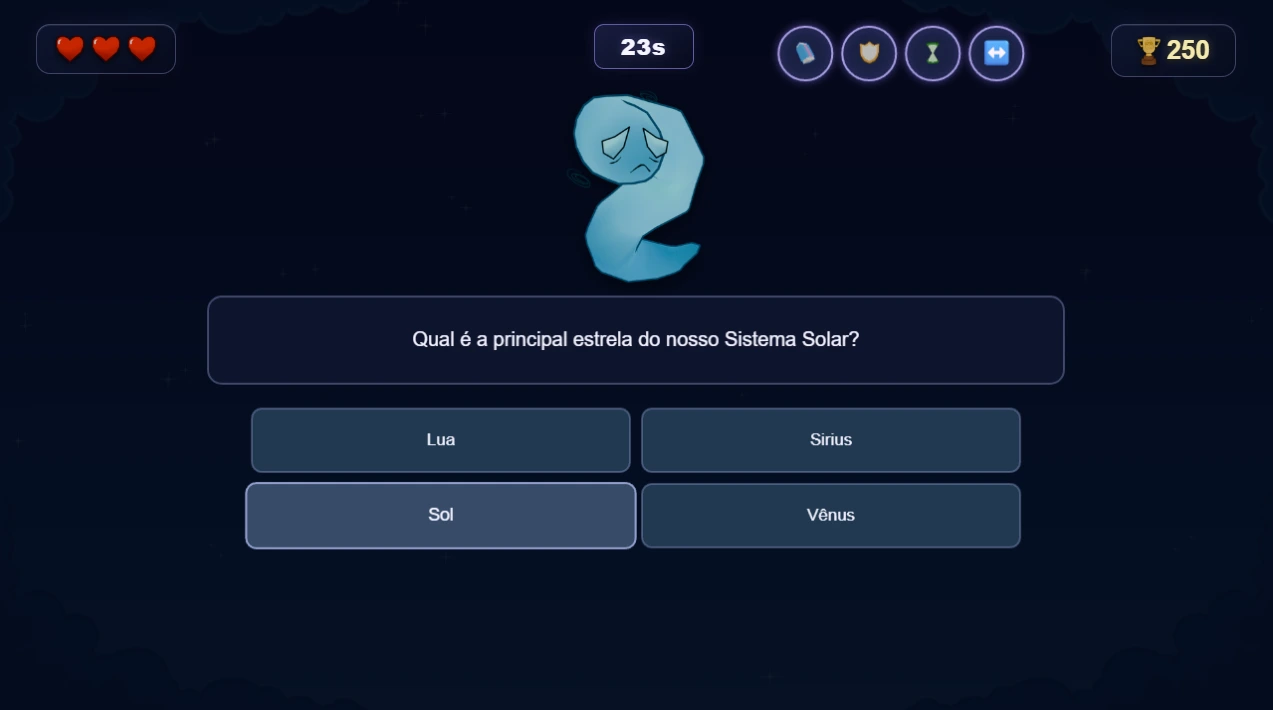 23s
250
Qual é a principal estrela do nosso Sistema Solar?
Lua
Sirius
Sol
Vênus